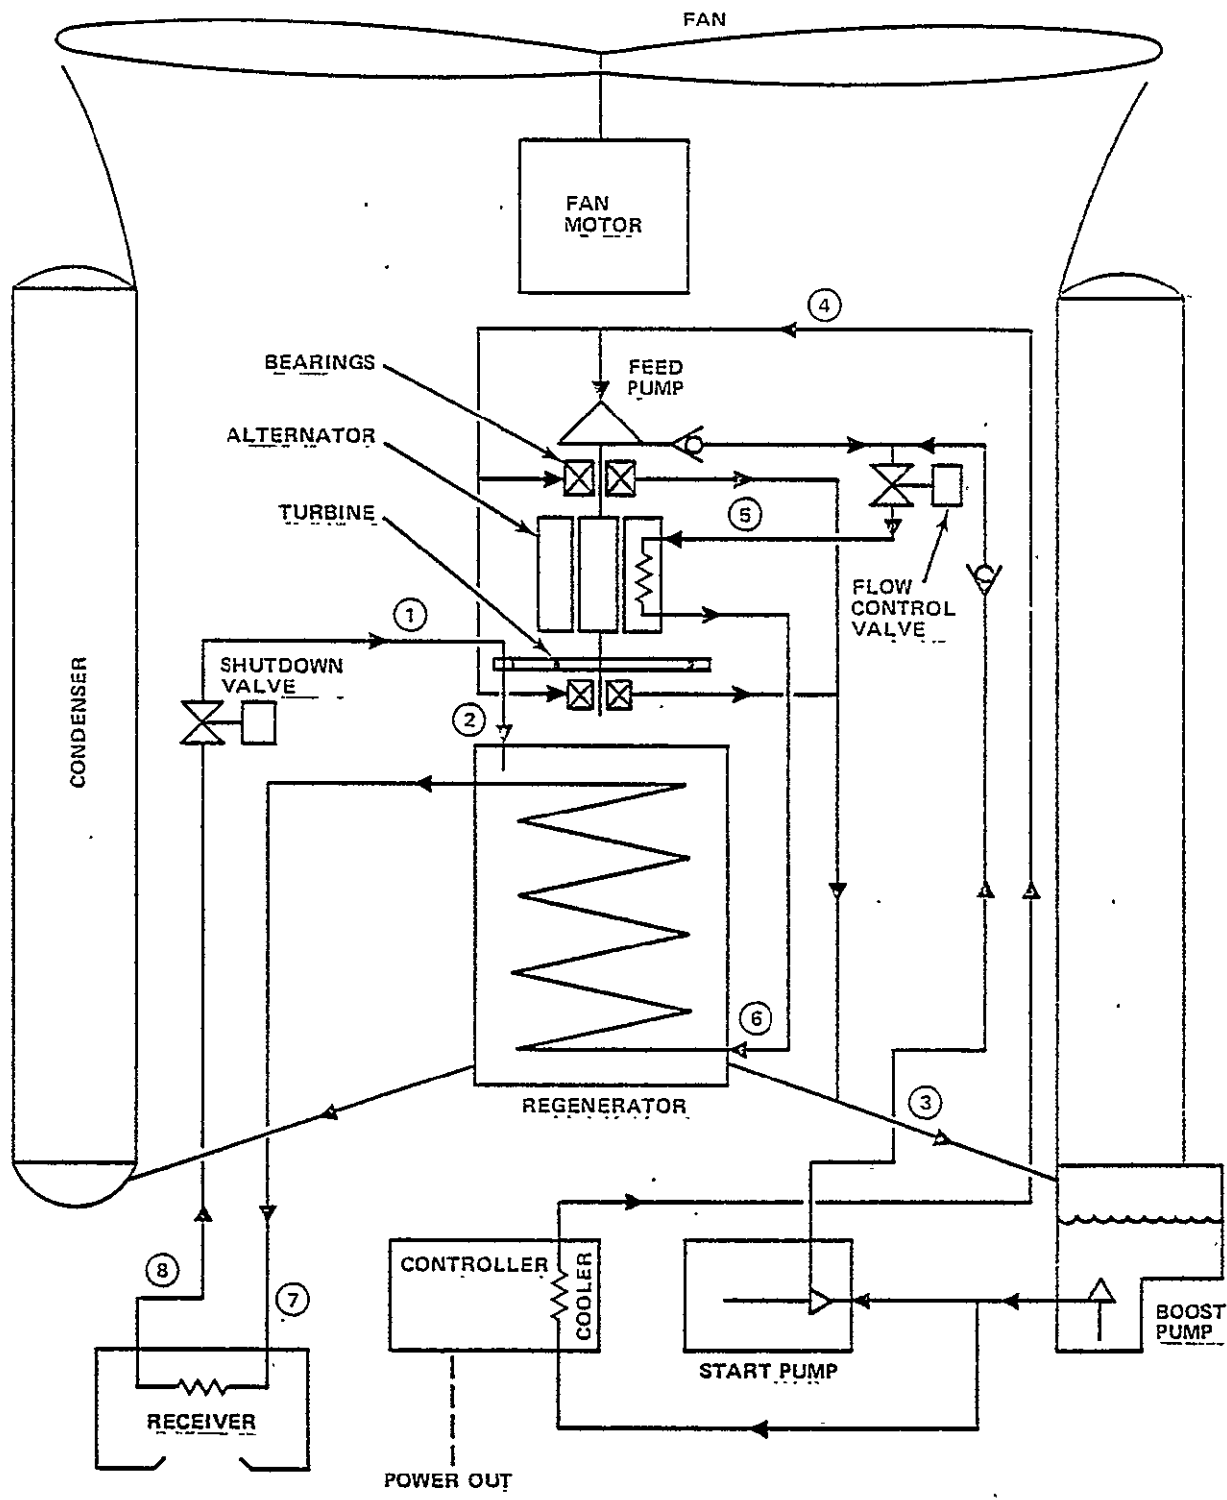 FAN
FAN
MOTOR
4
BEARINGS
FEED
PUMP
ALTERNATOR
TURBINE
5
FLOW
CONTROL
VALVE
1
SHUTDOWN
VALVE
2
CONDENSER
6
REGENERATOR
3
8
7
CONTROLLER
COOLER
BOOST
PUMP
START PUMP
RECEIVER
POWER OUT